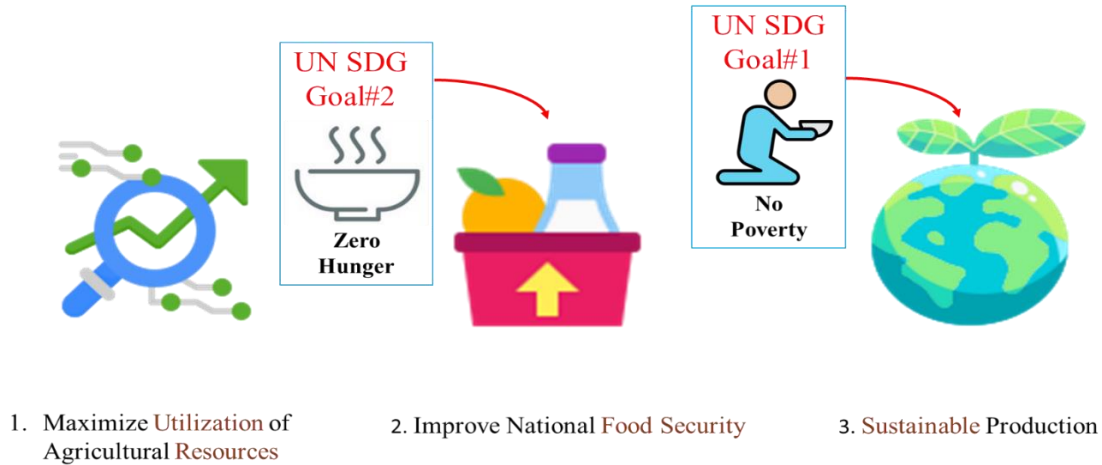 UN SDG
Goal#2
Zero
Hunger
UN SDG
Goal#1
No
Poverty
1. Maximize Utilization of
Agricultural Resources
2. Improve National Food Security
3. Sustainable Production